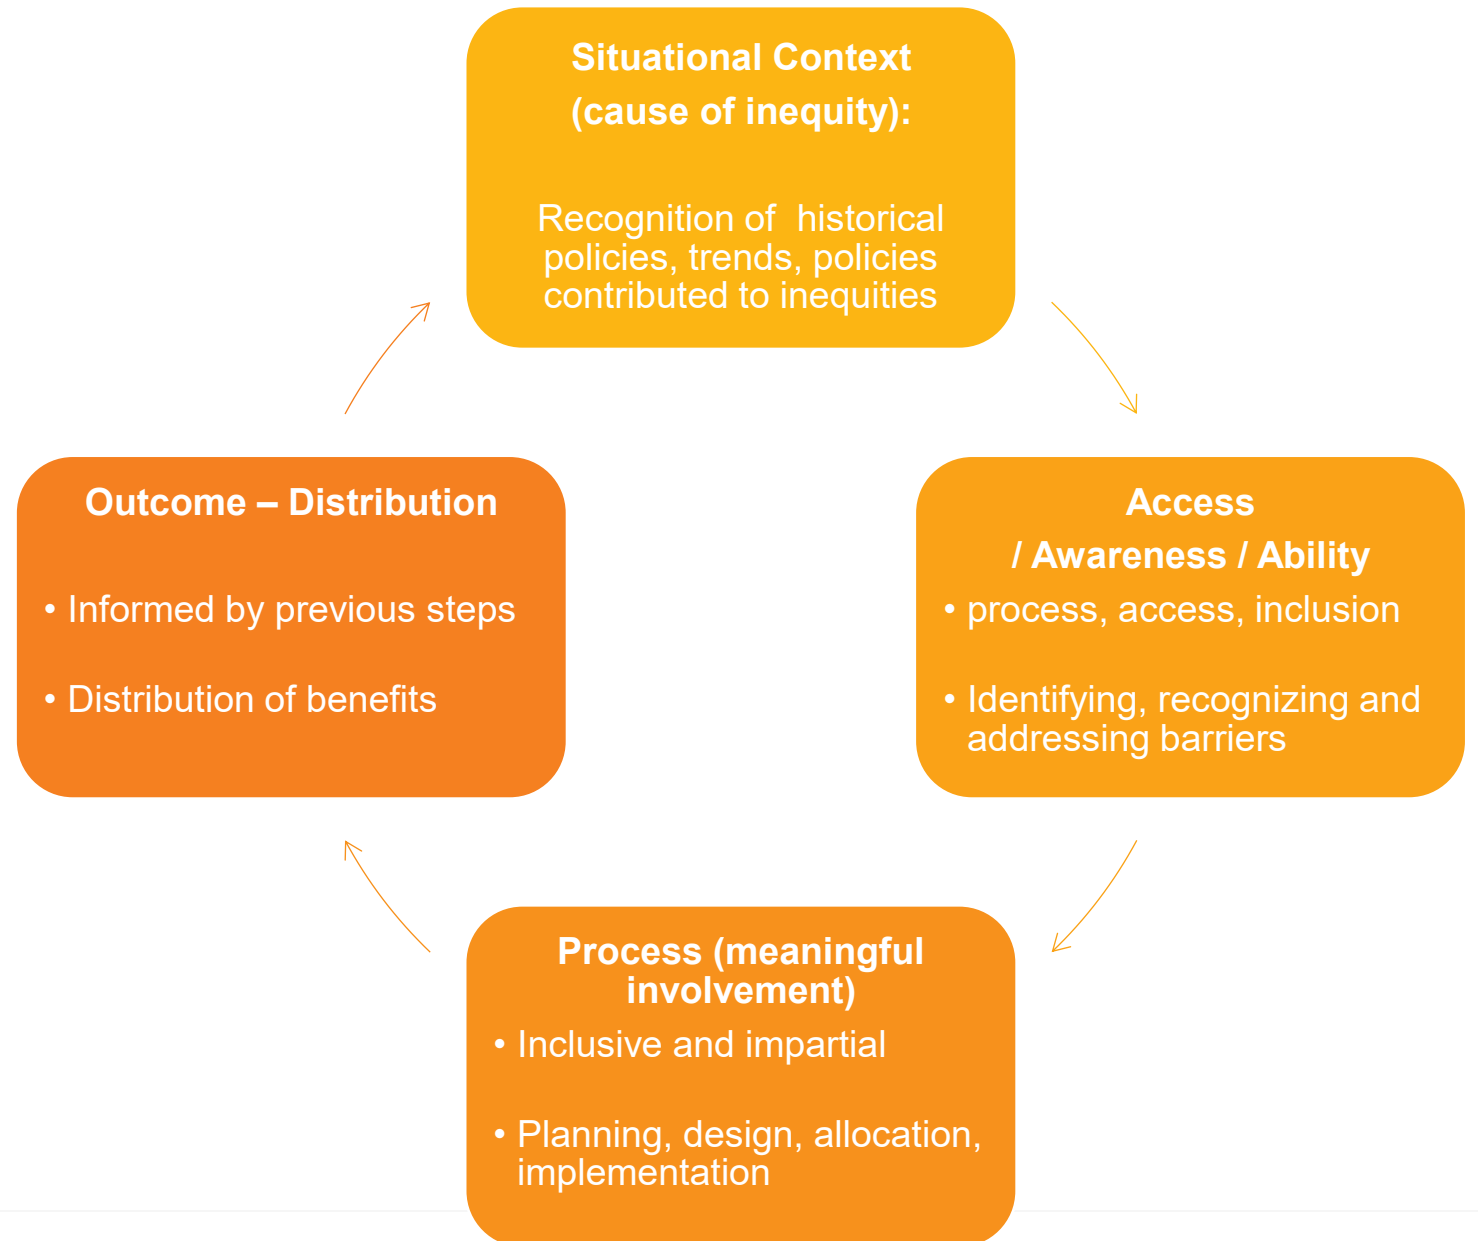 Situational Context
(cause of inequity):
Recognition of  historical
policies, trends, policies
contributed to inequities
Access
/ Awareness / Ability
• process, access, inclusion
• Identifying, recognizing and
addressing barriers
Process (meaningful
involvement)
• Inclusive and impartial
• Planning, design, allocation,
implementation
Outcome – Distribution
• Informed by previous steps
• Distribution of benefits